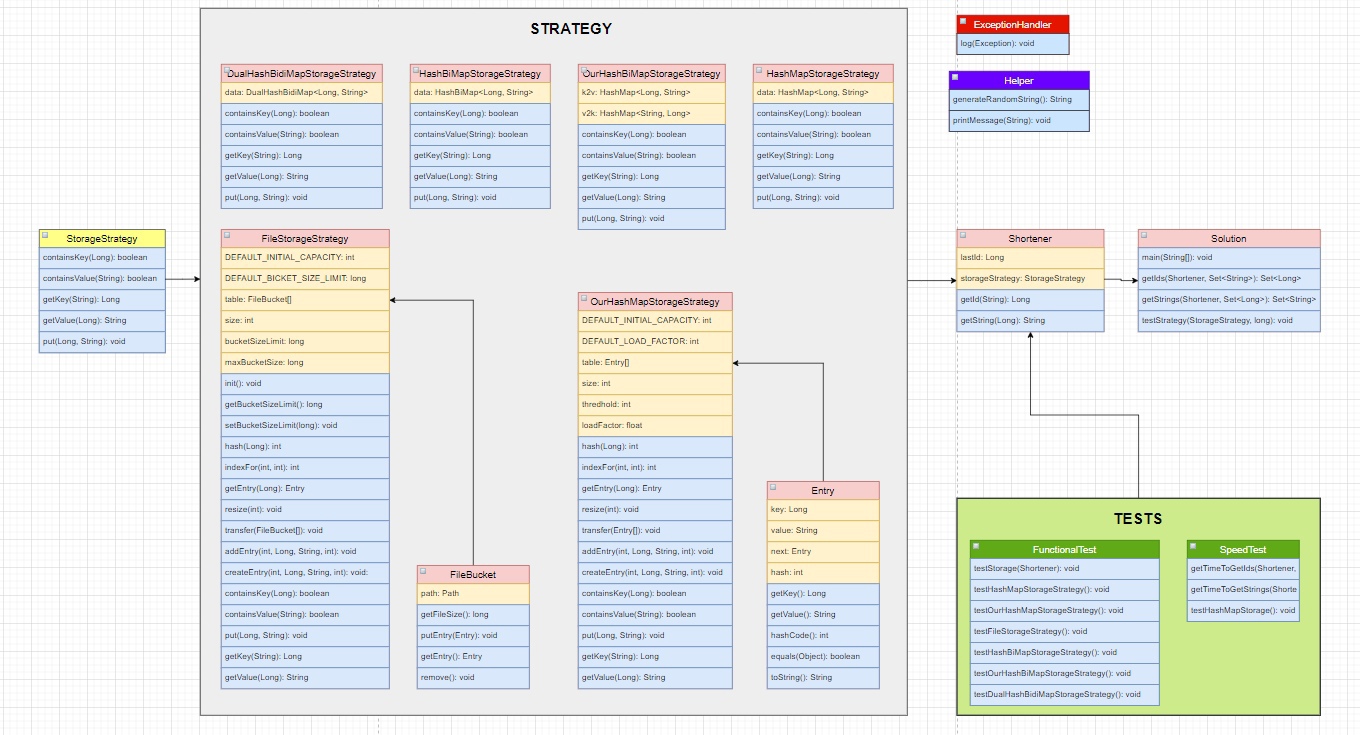 STRATEGY
DualHashBidiMapStorageStrategy
data: DualHashBidiMap<Long, String>
containsKey(Long): boolean
containsValue(String): boolean
getKey(String): Long
getValue(Long): String
put(Long, String): void
HashBiMapStorageStrategy
data: HashBiMap<Long, String>
containsKey(Long): boolean
containsValue(String): boolean
getKey(String): Long
getValue(Long): String
put(Long, String): void
OurHashBiMapStorageStrategy
k2v: HashMap<Long, String>
v2k: HashMap<String, Long>
containsKey(Long): boolean
containsValue(String): boolean
getKey(String): Long
getValue(Long): String
put(Long, String): void
HashMapStorageStrategy
data: HashMap<Long, String>
containsKey(Long): boolean
containsValue(String): boolean
getKey(String): Long
getValue(Long): String
put(Long, String): void
ExceptionHandler
log(Exception): void
Helper
generateRandomString(): String
printMessage(String): void
StorageStrategy
containsKey(Long): boolean
containsValue(String): boolean
getKey(String): Long
getValue(Long): String
put(Long, String): void
FileStorageStrategy
DEFAULT_INITIAL_CAPACITY: int
DEFAULT_BICKET_SIZE_LIMIT: long
table: FileBucket[]
size: int
bucketSizeLimit: long
maxBucketSize: long
init(): void
getBucketSizeLimit(): long
setBucketSizeLimit(long): void
hash(Long): int
indexFor(int, int): int
getEntry(Long): Entry
resize(int): void
transfer(FileBucket[]): void
addEntry(int, Long, String, int): void
createEntry(int, Long, String, int): void:
containsKey(Long): boolean
containsValue(String): boolean
put(Long, String): void
getKey(String): Long
getValue(Long): String
FileBucket
path: Path
getFileSize(): long
putEntry(Entry): void
getEntry(): Entry
remove(): void
OurHashMapStorageStrategy
DEFAULT_INITIAL_CAPACITY: int
DEFAULT_LOAD_FACTOR: int
table: Entry[]
size: int
thredhold: int
loadFactor: float
hash(Long): int
indexFor(int, int): int
getEntry(Long): Entry
resize(int): void
transfer(Entry[]): void
addEntry(int, Long, String, int): void
createEntry(int, Long, String, int): void
containsKey(Long): boolean
containsValue(String): boolean
put(Long, String): void
getKey(String): Long
getValue(Long): String
Entry
key: Long
value: String
next: Entry
hash: int
getKey(): Long
getValue(): String
hashCode(): int
equals(Object): boolean
toString(): String
Shortener
lastId: Long
storageStrategy: StorageStrategy
getId(String): Long
getString(Long): String
Solution
main(String[]): void
getIds(Shortener, Set<String>): Set<Long>
getStrings(Shortener, Set<Long>): Set<String>
testStrategy(StorageStrategy, long): void
TESTS
FunctionalTest
testStorage(Shortener): void
testHashMapStorageStrategy(): void
testOurHashMapStorageStrategy(): void
testFileStorageStrategy(): void
testHashBiMapStorageStrategy(): void
testOurHashBiMapStorageStrategy(): void
testDualHashBidiMapStorageStrategy(): void
SpeedTest
getTimeToGetIds(Shortener,
getTimeToGetStrings(Shorte
testHashMapStorage(): void